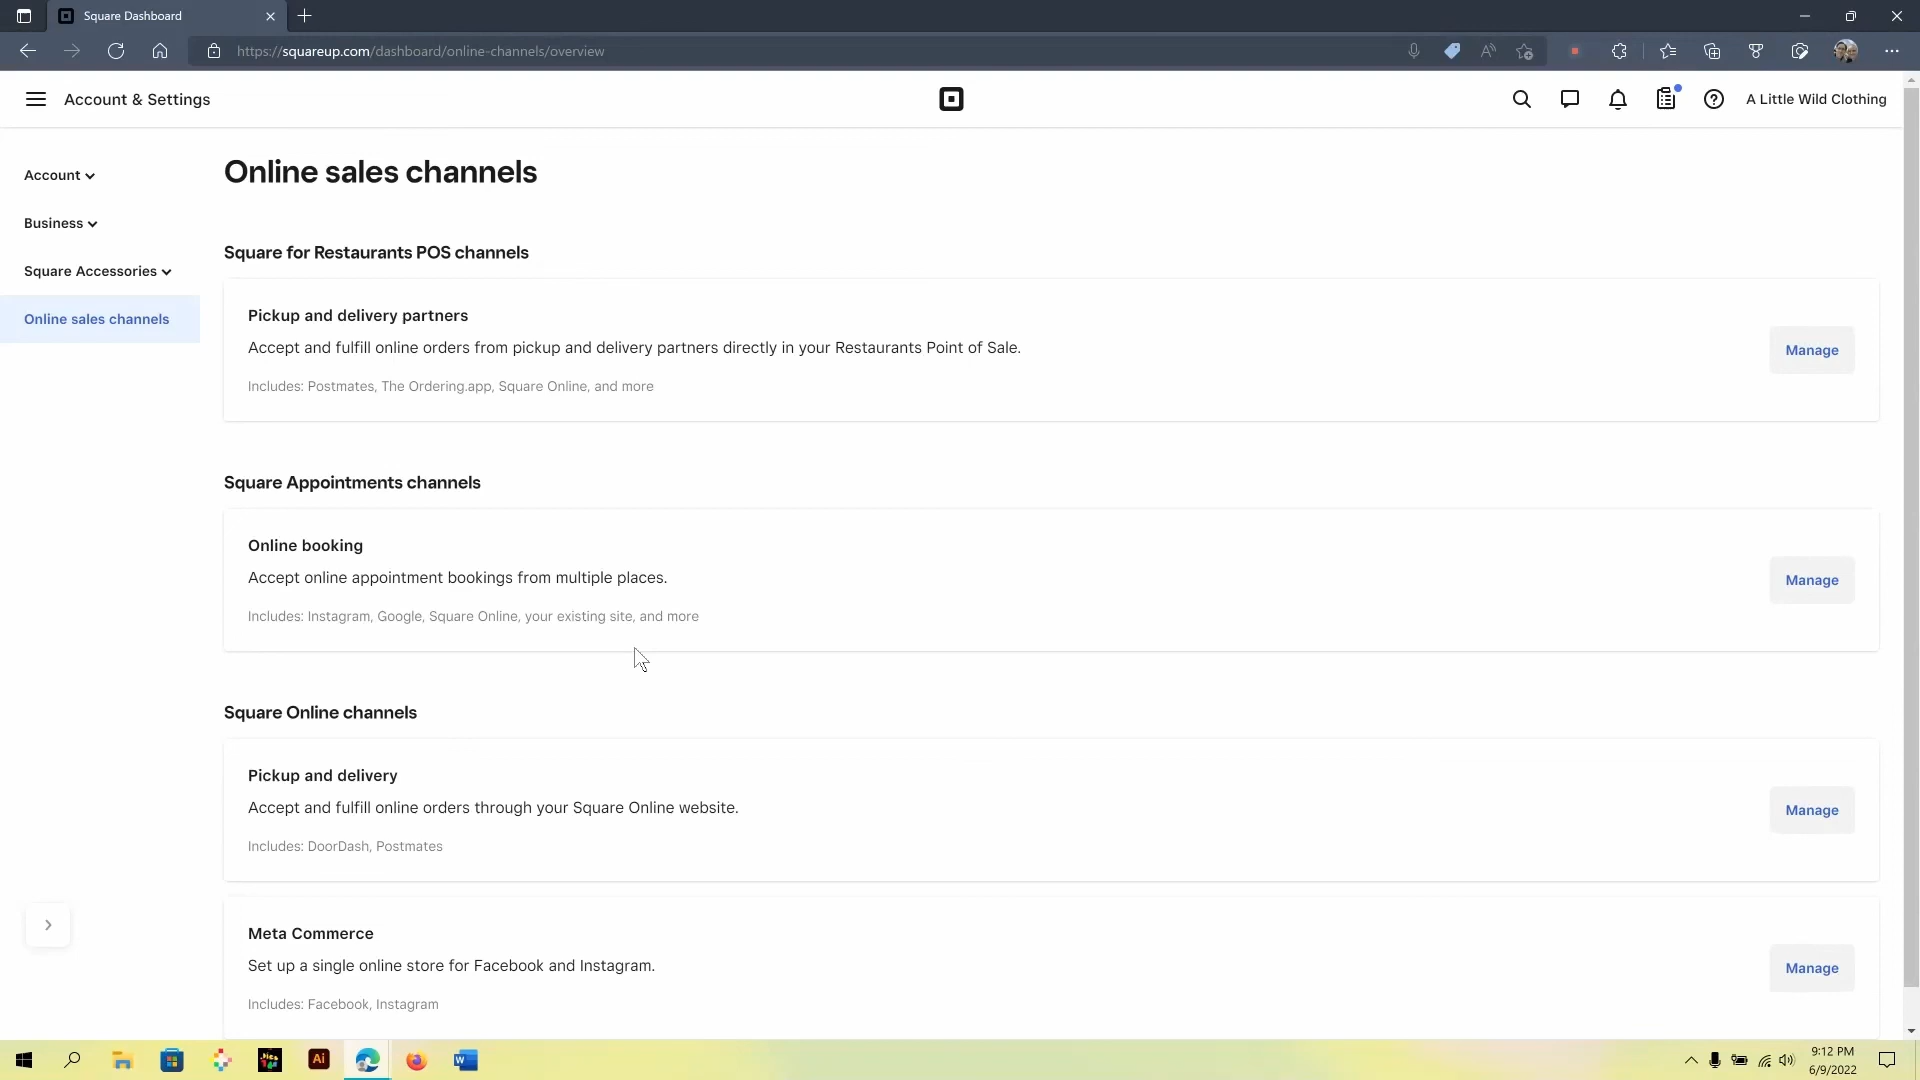 Square Dashboard
https://squareup.com/dashboard/online-channels/overview
Account & Settings
A Little Wild Clothing
Account
Business
Square Accessories
Online sales channels
Online sales channels
Square for Restaurants POS channels
Pickup and delivery partners
Accept and fulfill online orders from pickup and delivery partners directly in your Restaurants Point of Sale.
Includes: Postmates, The Ordering.app, Square Online, and more
Manage
Square Appointments channels
Online booking
Accept online appointment bookings from multiple places.
Includes: Instagram, Google, Square Online, your existing site, and more
Manage
Square Online channels
Pickup and delivery
Accept and fulfill online orders through your Square Online website.
Includes: DoorDash, Postmates
Manage
Meta Commerce
Set up a single online store for Facebook and Instagram.
Includes: Facebook, Instagram
Manage
Ai
W
9:12 PM
6/9/2022